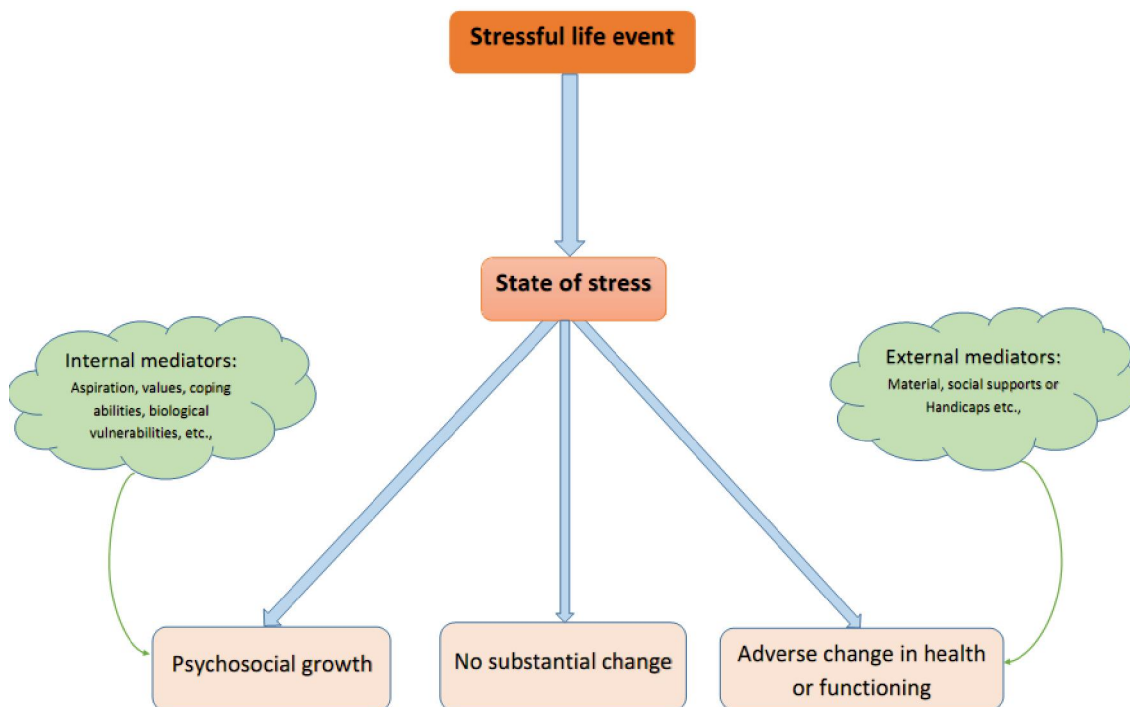 Stressful life event
State of stress
Internal mediators:
Aspiration, values, coping
abilities, biological
vulnerabilities, etc.,
External mediators:
Material, social supports or
Handicaps etc.,
Psychosocial growth
No substantial change
Adverse change in health
or functioning